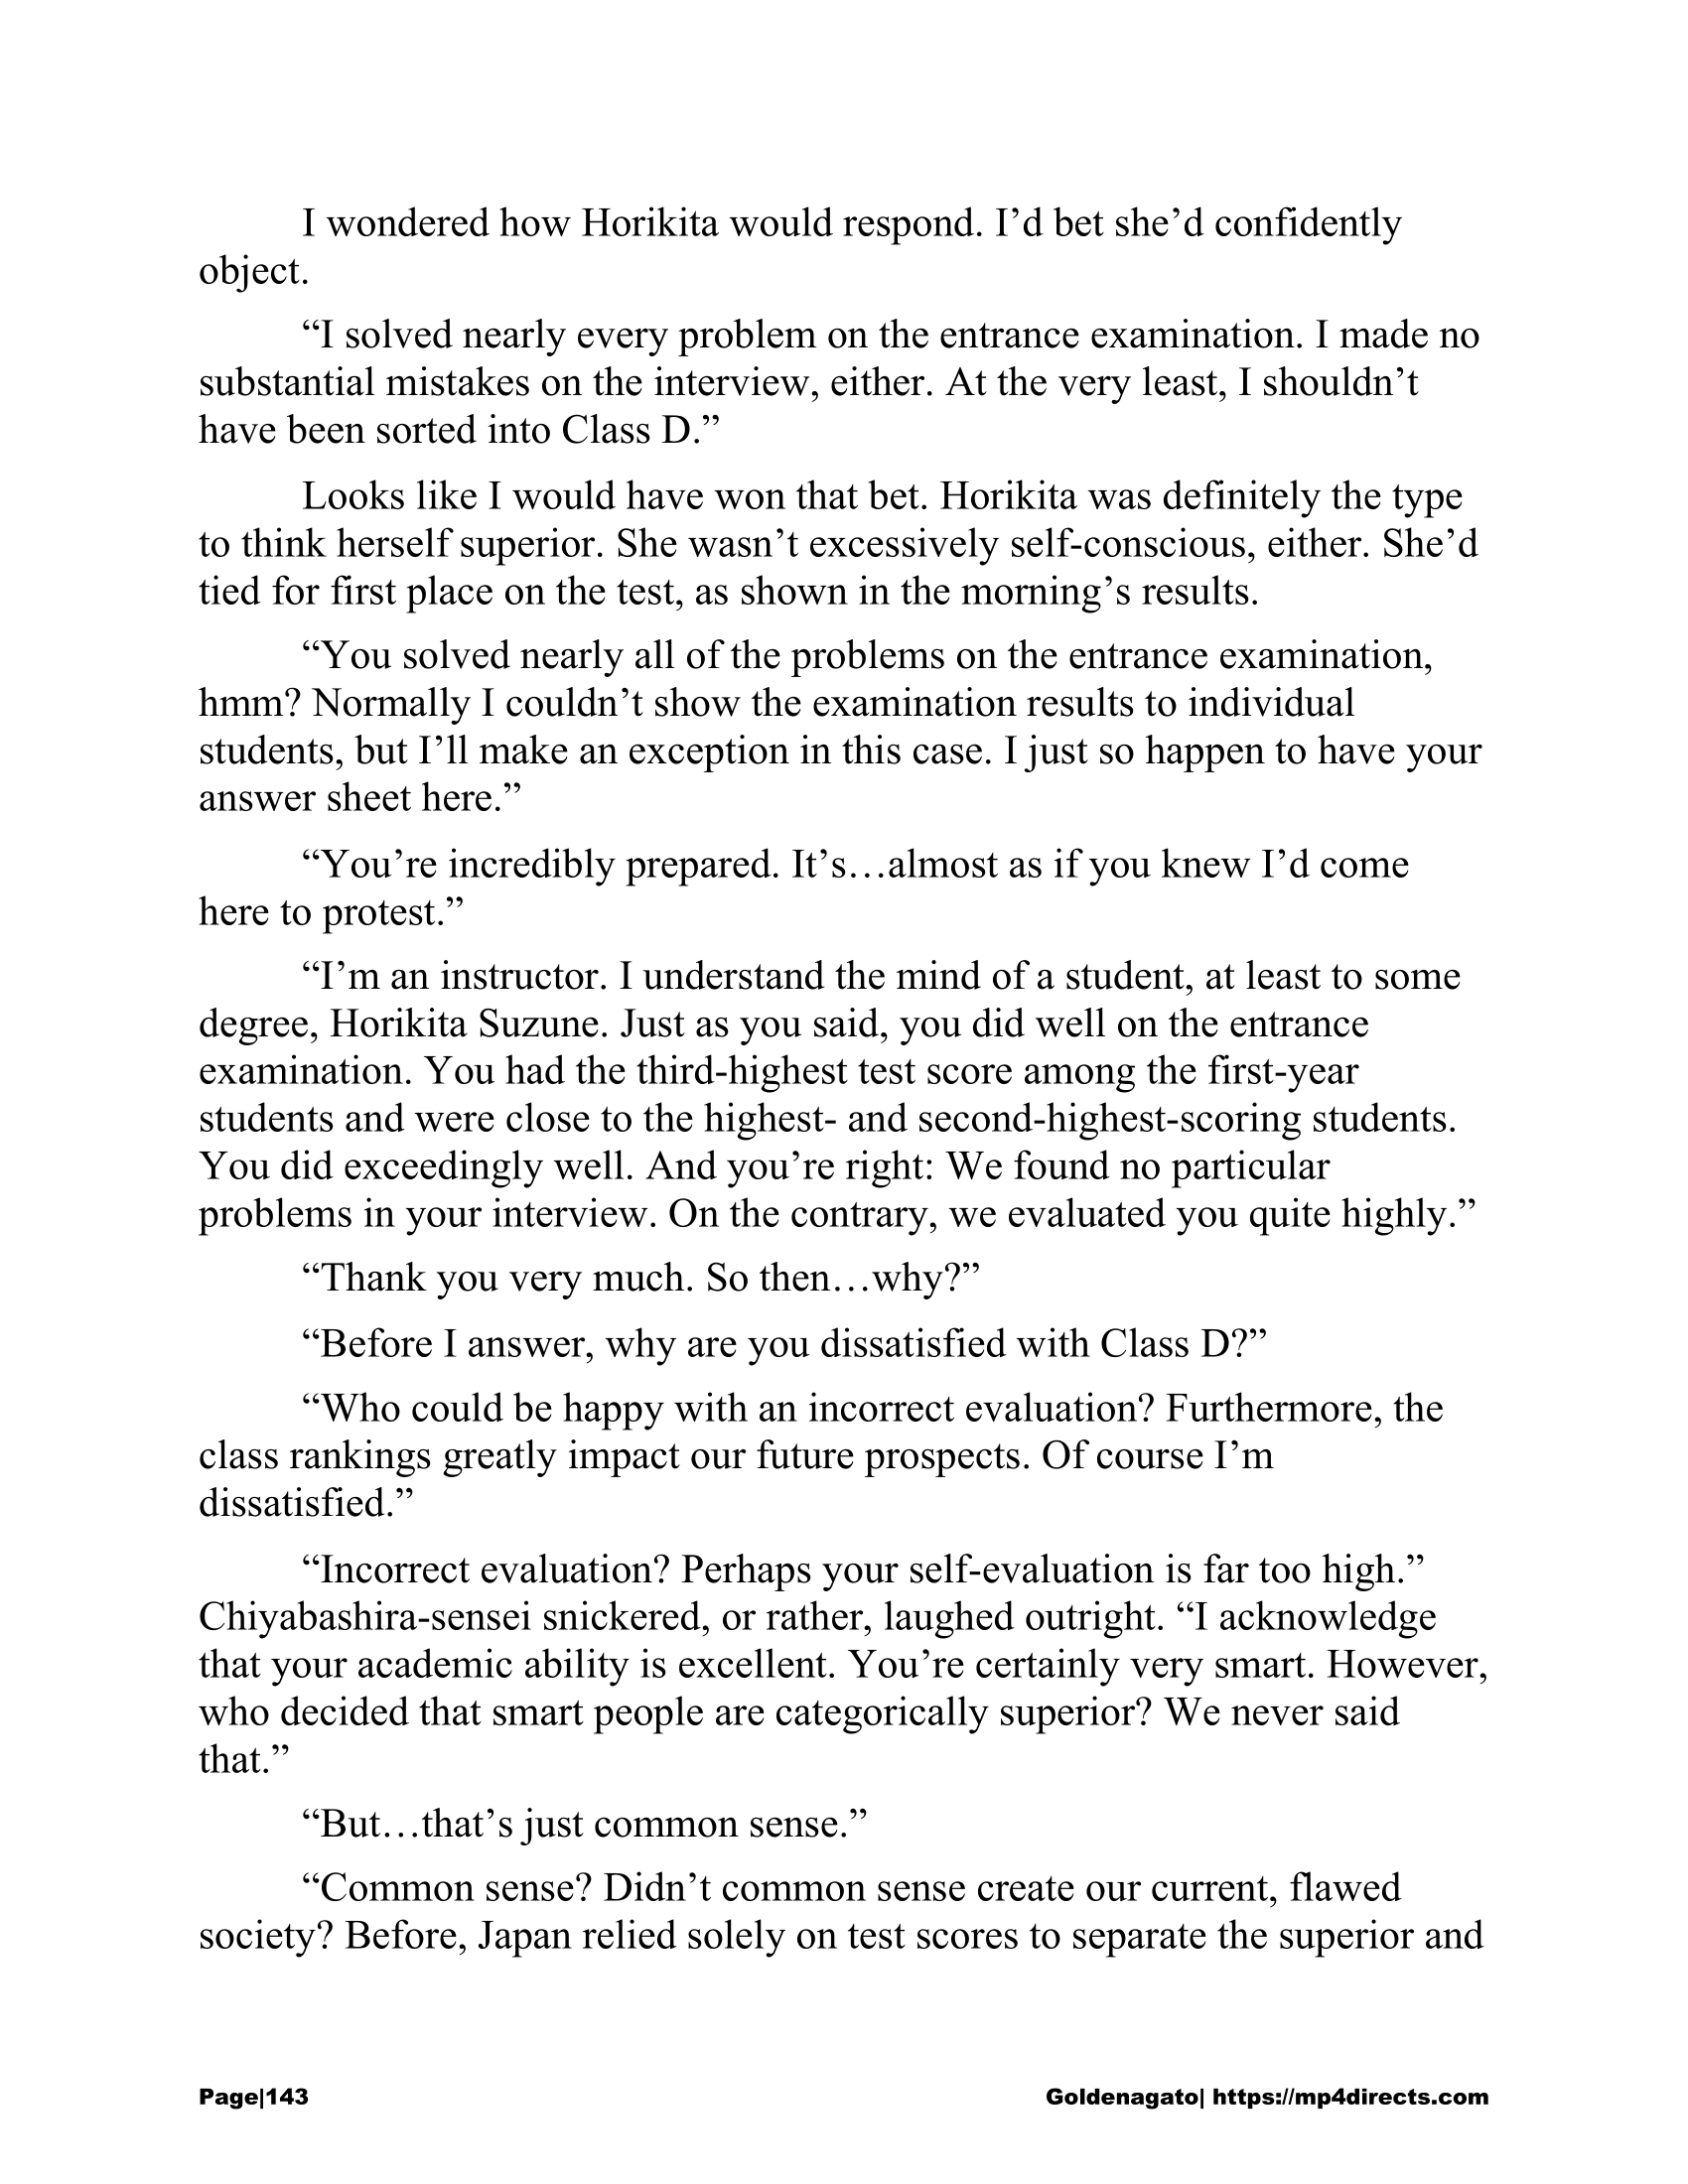 I wondered how Horikita would respond. I’d bet she’d confidently
object.
“I solved nearly every problem on the entrance examination. I made no
substantial mistakes on the interview, either. At the very least, I shouldn’t
have been sorted into Class D.”
Looks like I would have won that bet. Horikita was definitely the type
to think herself superior. She wasn’t excessively self-conscious, either. She’d
tied for first place on the test, as shown in the morning’s results.
“You solved nearly all of the problems on the entrance examination,
hmm? Normally I couldn’t show the examination results to individual
students, but I’ll make an exception in this case. I just so happen to have your
answer sheet here.”
“You’re incredibly prepared. It’s…almost as if you knew I’d come
here to protest.”
“I’m an instructor. I understand the mind of a student, at least to some
degree, Horikita Suzune. Just as you said, you did well on the entrance
examination. You had the third-highest test score among the first-year
students and were close to the highest- and second-highest-scoring students.
You did exceedingly well. And you’re right: We found no particular
problems in your interview. On the contrary, we evaluated you quite highly.”
“Thank you very much. So then…why?”
“Before I answer, why are you dissatisfied with Class D?”
“Who could be happy with an incorrect evaluation? Furthermore, the
class rankings greatly impact our future prospects. Of course I’m
dissatisfied.”
“Incorrect evaluation? Perhaps your self-evaluation is far too high.”
Chiyabashira-sensei snickered, or rather, laughed outright. “I acknowledge
that your academic ability is excellent. You’re certainly very smart. However,
who decided that smart people are categorically superior? We never said
that.”
“But…that’s just common sense.”
“Common sense? Didn’t common sense create our current, flawed
society? Before, Japan relied solely on test scores to separate the superior and
Page|143 Goldenagato| https://mp4directs.com